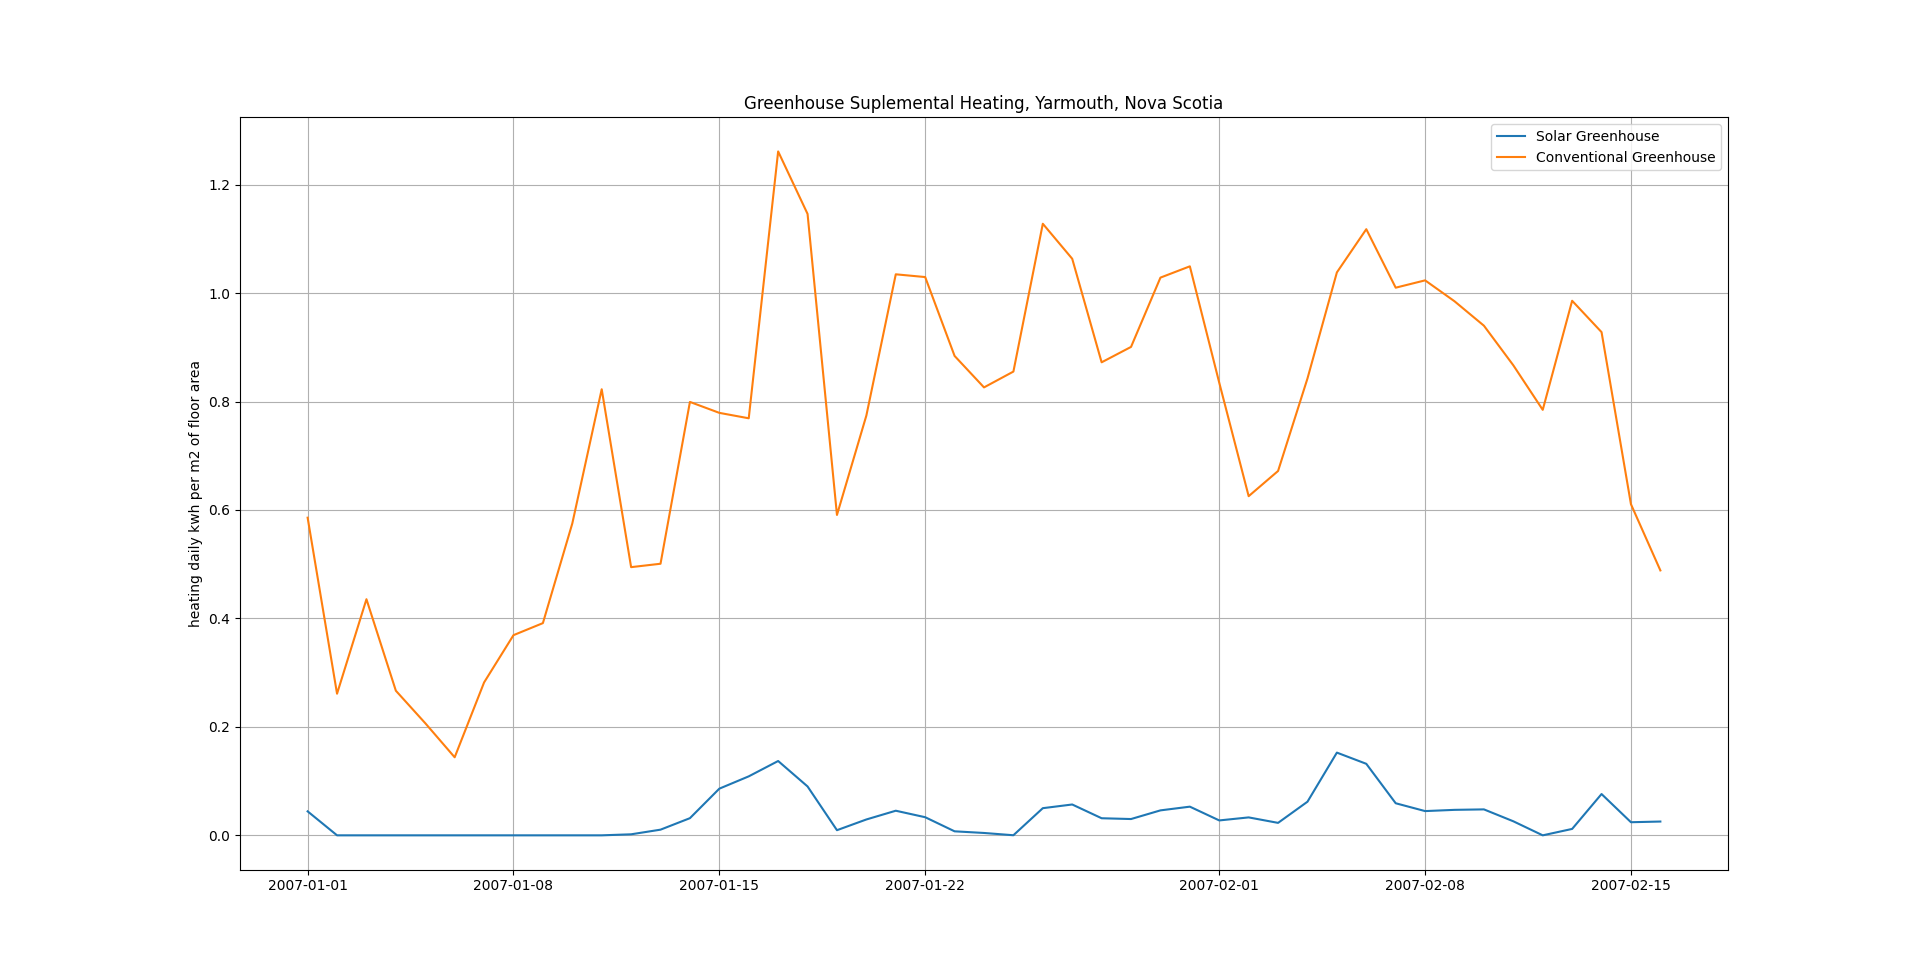 Greenhouse Suplemental Heating, Yarmouth, Nova Scotia
Solar Greenhouse
Conventional Greenhouse
heating daily kwh per m2 of floor area
1.2
1.0
0.8
0.6
0.4
0.2
0.0
2007-01-01 2007-01-08 2007-01-15 2007-01-22 2007-02-01 2007-02-08 2007-02-15